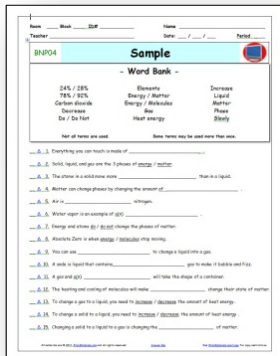 Room Block ID# Name
Teacher Date: / / Period
BNP04 Sample
- Word Bank -
24% / 28% Elements Increase
78% / 92% Energy / Matter Liquid
Carbon dioxide Energy / Molecules Matter
Decrease Gas Phase
Do / Do Not Heat energy Slowly
Not all terms are used. Some terms may be used more than once.
A 1. Everything you can touch is made of .
A 2. Solid, liquid, and gas are the 3 phases of energy / matter.
A 3. The atoms in a solid move more than in a liquid.
A 4. Matter can change phases by changing the amount of .
A 5. Air is nitrogen.
A 6. Water vapor is an example of a(n) .
A 7. Energy and atoms do / do not change the phases of matter.
A 8. Absolute Zero is when energy / molecules stop moving.
A 9. You can use to change a liquid into a gas.
A 10. A soda is liquid that contains gas to make it bubble and fizz.
A 11. A gas and a(n) will take the shape of a container.
A 12. The heating and cooling of molecules will make change their state of matter.
A 13. To change a gas to a liquid, you need to increase / decrease the amount of heat energy.
A 14. To change a solid to a liquid, you need to increase / decrease the amount of heat energy.
A 15. Changing a solid to a liquid to a gas is changing the of matter.